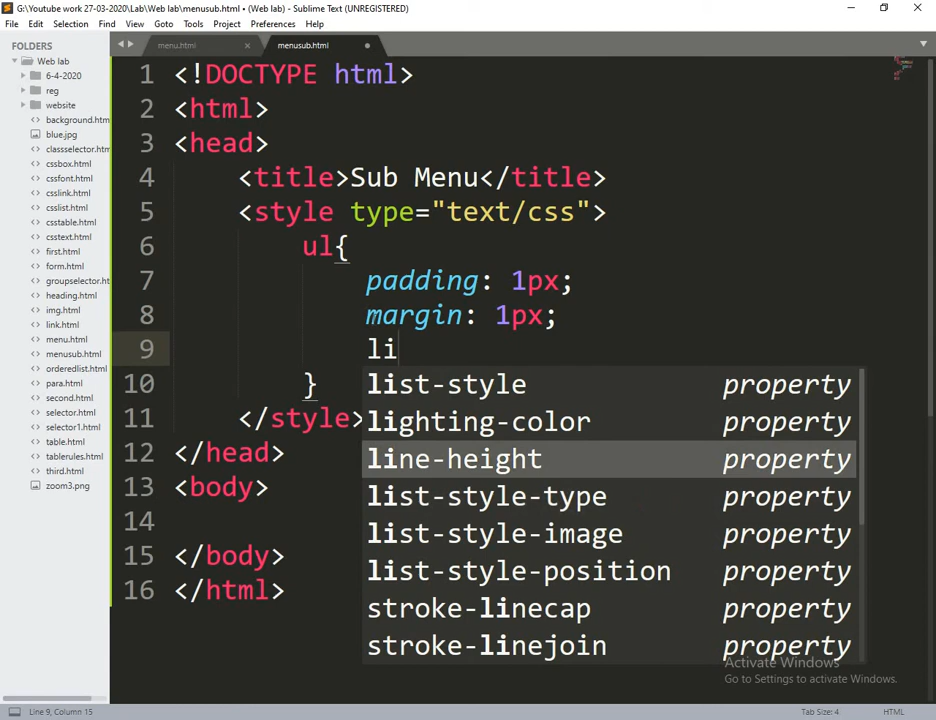 G:\Youtube work 27-03-2020\Lab\Web lab\menusub.html • (Web lab) - Sublime Text (UNREGISTERED)
File Edit Selection Find View Goto Tools Project Preferences Help
FOLDERS
Web lab
6-4-2020
reg
website
background.htm
blue.jpg
classselector.htm
cssbox.html
cssfont.html
csslink.html
csslist.html
csstable.html
csstext.html
first.html
form.html
groupselector.ht
heading.html
img.html
link.html
menu.html
menusub.html
orderedlist.html
para.html
second.html
selector.html
selector1.html
table.html
tablerules.html
third.html
zoom3.png
menu.html × menusub.html
1 <!DOCTYPE html>
2 <html>
3 <head>
4 <title>Sub Menu</title>
5 <style type="text/css">
6 ul{
7 padding: 1px;
8 margin: 1px;
9 li
10 }
11 </style>
12 </head>
13 <body>
14
15 </body>
16 </html>
list-style property
lighting-color property
line-height property
list-style-type property
list-style-image property
list-style-position property
stroke-linecap property
stroke-linejoin property
Activate Windows
Go to Settings to activate Windows.
Line 9, Column 15 Tab Size: 4 HTML